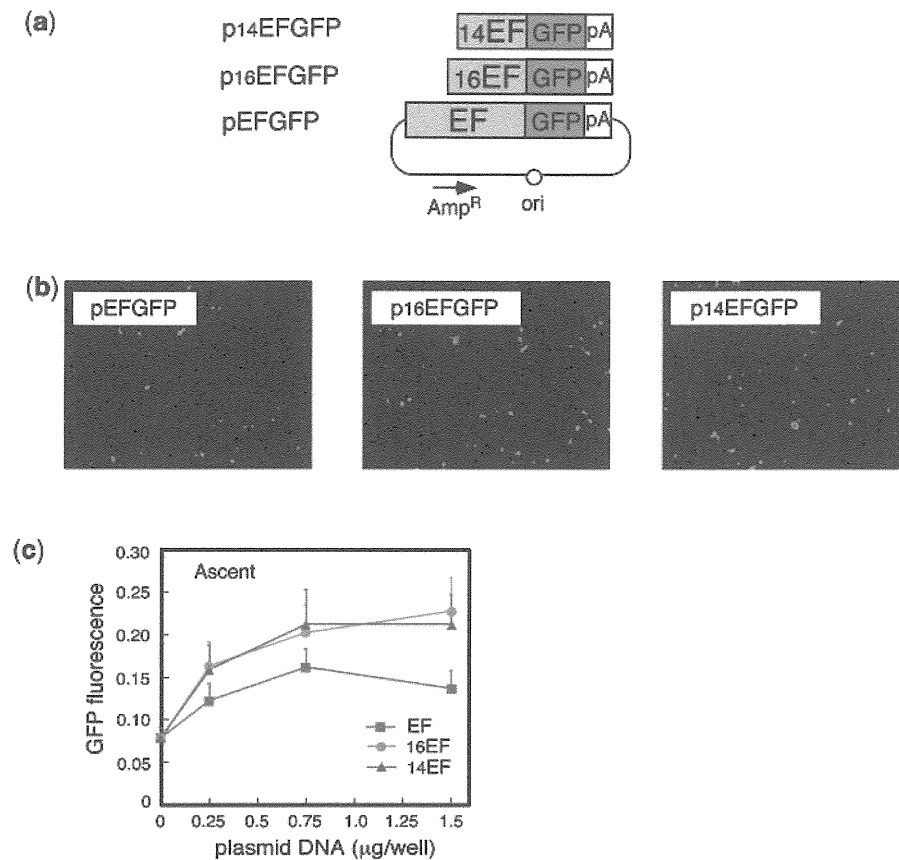 (a)
p14EFGFP 14EF GFP pA
p16EFGFP 16EF GFP pA
pEFGFP EF GFP pA
AmpR ori
(b)
pEFGFP p16EFGFP p14EFGFP
(c)
Ascent
GFP fluorescence
0.30
0.25
0.20
0.15
0.10
0.05
0
EF
16EF
14EF
0 0.25 0.75 1.0 1.25 1.5
plasmid DNA (µg/well)